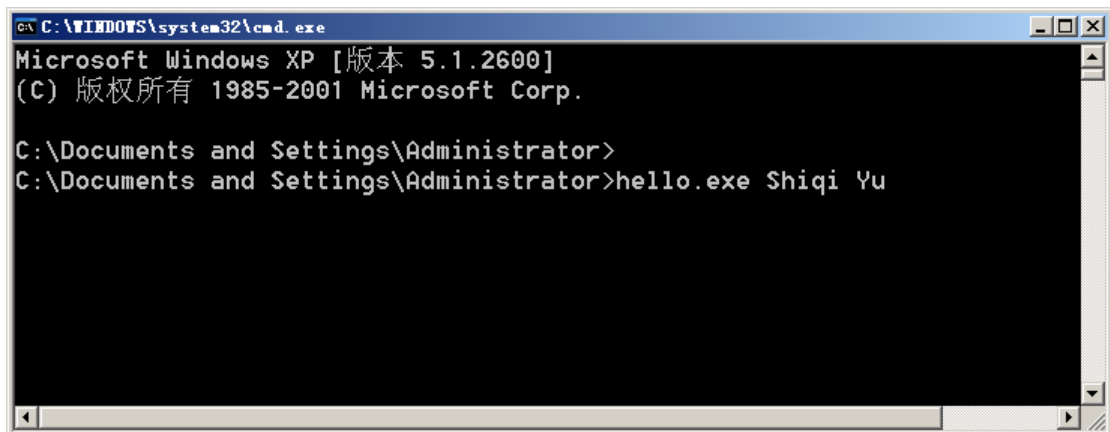 C:\WINDOWS\system32\cmd.exe
Microsoft Windows XP [版本 5.1.2600]
(C) 版权所有 1985-2001 Microsoft Corp.
C:\Documents and Settings\Administrator>
C:\Documents and Settings\Administrator>hello.exe Shiqi Yu